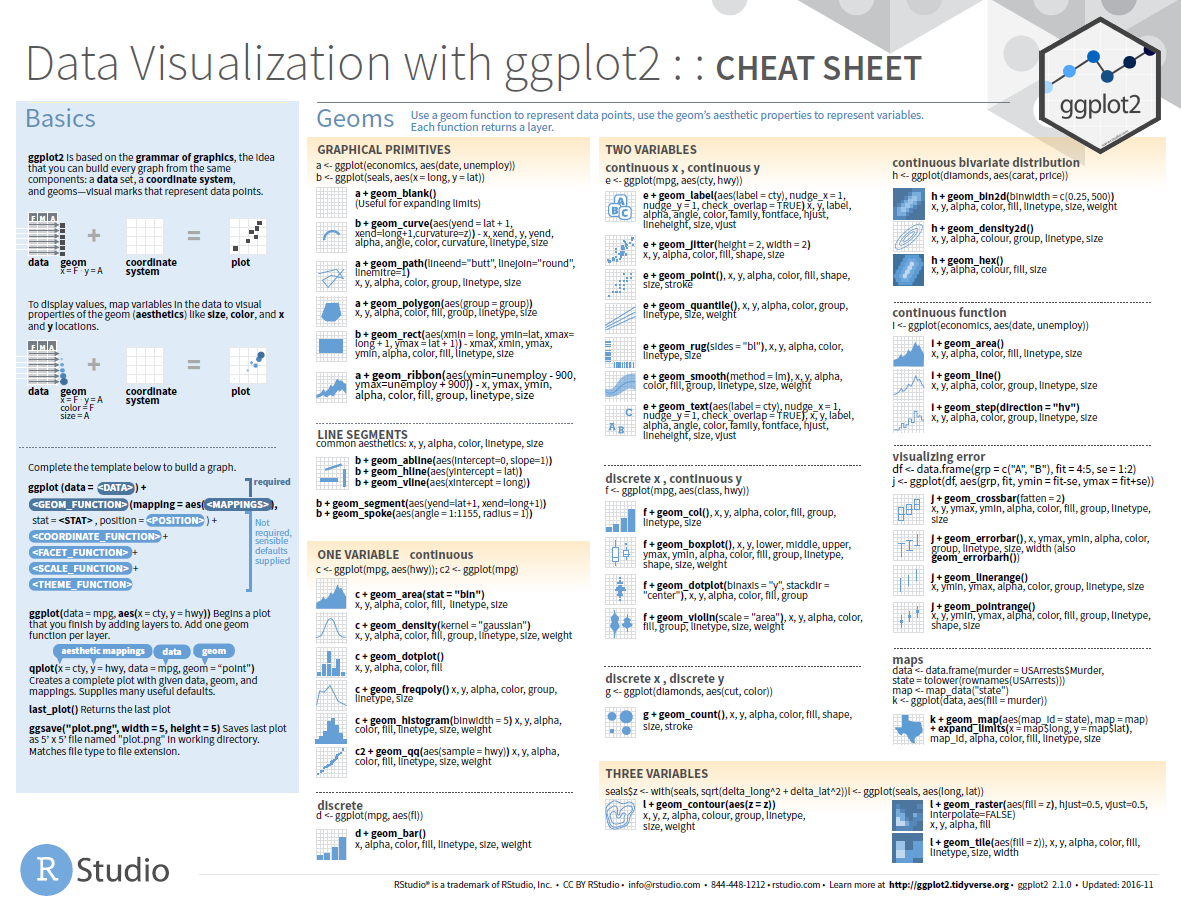 Data Visualization with ggplot2 : : CHEAT SHEET
ggplot2
Basics
ggplot2 is based on the grammar of graphics, the idea
that you can build every graph from the same
components: a data set, a coordinate system,
and geoms—visual marks that represent data points.
F M A
+
=
data
geom
x = F · y = A
coordinate
system
plot
To display values, map variables in the data to visual
properties of the geom (aesthetics) like size, color, and x
and y locations.
F M A
+
=
data
geom
x = F · y = A
color = F
size = A
coordinate
system
plot
Complete the template below to build a graph.
required
ggplot (data = <DATA>) +
<GEOM_FUNCTION>(mapping = aes(<MAPPINGS>),
stat = <STAT> , position = <POSITION>) +
<COORDINATE_FUNCTION>+
<FACET_FUNCTION>+
<SCALE_FUNCTION>+
<THEME_FUNCTION>
Not
required,
sensible
defaults
supplied
ggplot(data = mpg, aes(x = cty, y = hwy)) Begins a plot
that you finish by adding layers to. Add one geom
function per layer.
aesthetic mappings
data
geom
qplot(x = cty, y = hwy, data = mpg, geom = “point")
Creates a complete plot with given data, geom, and
mappings. Supplies many useful defaults.
last_plot() Returns the last plot
ggsave("plot.png", width = 5, height = 5) Saves last plot
as 5’ x 5’ file named "plot.png" in working directory.
Matches file type to file extension.
Geoms
Use a geom function to represent data points, use the geom’s aesthetic properties to represent variables.
Each function returns a layer.
GRAPHICAL PRIMITIVES
a <- ggplot(economics, aes(date, unemploy))
b <- ggplot(seals, aes(x = long, y = lat))
a + geom_blank()
(Useful for expanding limits)
b + geom_curve(aes(yend = lat + 1,
xend=long+1,curvature=z)) - x, xend, y, yend,
alpha, angle, color, curvature, linetype, size
a + geom_path(lineend="butt", linejoin="round",
linemitre=1)
x, y, alpha, color, group, linetype, size
a + geom_polygon(aes(group = group))
x, y, alpha, color, fill, group, linetype, size
b + geom_rect(aes(xmin = long, ymin=lat, xmax=
long + 1, ymax = lat + 1)) - xmax, xmin, ymax,
ymin, alpha, color, fill, linetype, size
a + geom_ribbon(aes(ymin=unemploy - 900,
ymax=unemploy + 900)) - x, ymax, ymin,
alpha, color, fill, group, linetype, size
LINE SEGMENTS
common aesthetics: x, y, alpha, color, linetype, size
b + geom_abline(aes(intercept=0, slope=1))
b + geom_hline(aes(yintercept = lat))
b + geom_vline(aes(xintercept = long))
b + geom_segment(aes(yend=lat+1, xend=long+1))
b + geom_spoke(aes(angle = 1:1155, radius = 1))
ONE VARIABLE continuous
c <- ggplot(mpg, aes(hwy)); c2 <- ggplot(mpg)
c + geom_area(stat = "bin")
x, y, alpha, color, fill, linetype, size
c + geom_density(kernel = "gaussian")
x, y, alpha, color, fill, group, linetype, size, weight
c + geom_dotplot()
x, y, alpha, color, fill
c + geom_freqpoly() x, y, alpha, color, group,
linetype, size
c + geom_histogram(binwidth = 5) x, y, alpha,
color, fill, linetype, size, weight
c2 + geom_qq(aes(sample = hwy)) x, y, alpha,
color, fill, linetype, size, weight
discrete
d <- ggplot(mpg, aes(fl))
d + geom_bar()
x, alpha, color, fill, linetype, size, weight
TWO VARIABLES
continuous x , continuous y
e <- ggplot(mpg, aes(cty, hwy))
e + geom_label(aes(label = cty), nudge_x = 1,
nudge_y = 1, check_overlap = TRUE) x, y, label,
alpha, angle, color, family, fontface, hjust,
lineheight, size, vjust
e + geom_jitter(height = 2, width = 2)
x, y, alpha, color, fill, shape, size
e + geom_point(), x, y, alpha, color, fill, shape,
size, stroke
e + geom_quantile(), x, y, alpha, color, group,
linetype, size, weight
e + geom_rug(sides = "bl"), x, y, alpha, color,
linetype, size
e + geom_smooth(method = lm), x, y, alpha,
color, fill, group, linetype, size, weight
e + geom_text(aes(label = cty), nudge_x = 1,
nudge_y = 1, check_overlap = TRUE), x, y, label,
alpha, angle, color, family, fontface, hjust,
lineheight, size, vjust
discrete x , continuous y
f <- ggplot(mpg, aes(class, hwy))
f + geom_col(), x, y, alpha, color, fill, group,
linetype, size
f + geom_boxplot(), x, y, lower, middle, upper,
ymax, ymin, alpha, color, fill, group, linetype,
shape, size, weight
f + geom_dotplot(binaxis = "y", stackdir =
"center"), x, y, alpha, color, fill, group
f + geom_violin(scale = "area"), x, y, alpha, color,
fill, group, linetype, size, weight
discrete x , discrete y
g <- ggplot(diamonds, aes(cut, color))
g + geom_count(), x, y, alpha, color, fill, shape,
size, stroke
continuous bivariate distribution
h <- ggplot(diamonds, aes(carat, price))
h + geom_bin2d(binwidth = c(0.25, 500))
x, y, alpha, color, fill, linetype, size, weight
h + geom_density2d()
x, y, alpha, colour, group, linetype, size
h + geom_hex()
x, y, alpha, colour, fill, size
continuous function
i <- ggplot(economics, aes(date, unemploy))
i + geom_area()
x, y, alpha, color, fill, linetype, size
i + geom_line()
x, y, alpha, color, group, linetype, size
i + geom_step(direction = "hv")
x, y, alpha, color, group, linetype, size
visualizing error
df <- data.frame(grp = c("A", "B"), fit = 4:5, se = 1:2)
j <- ggplot(df, aes(grp, fit, ymin = fit-se, ymax = fit+se))
j + geom_crossbar(fatten = 2)
x, y, ymax, ymin, alpha, color, fill, group, linetype,
size
j + geom_errorbar(), x, ymax, ymin, alpha, color,
group, linetype, size, width (also
geom_errorbarh())
j + geom_linerange()
x, ymin, ymax, alpha, color, group, linetype, size
j + geom_pointrange()
x, y, ymin, ymax, alpha, color, fill, group, linetype,
shape, size
maps
data <- data.frame(murder = USArrests$Murder,
state = tolower(rownames(USArrests)))
map <- map_data("state")
k <- ggplot(data, aes(fill = murder))
k + geom_map(aes(map_id = state), map = map)
+ expand_limits(x = map$long, y = map$lat),
map_id, alpha, color, fill, linetype, size
THREE VARIABLES
seals$z <- with(seals, sqrt(delta_long^2 + delta_lat^2))l <- ggplot(seals, aes(long, lat))
l + geom_contour(aes(z = z))
x, y, z, alpha, colour, group, linetype,
size, weight
l + geom_raster(aes(fill = z), hjust=0.5, vjust=0.5,
interpolate=FALSE)
x, y, alpha, fill
l + geom_tile(aes(fill = z)), x, y, alpha, color, fill,
linetype, size, width
R Studio
RStudio® is a trademark of RStudio, Inc. • CC BY RStudio • info@rstudio.com • 844-448-1212 • rstudio.com • Learn more at http://ggplot2.tidyverse.org • ggplot2 2.1.0 • Updated: 2016-11